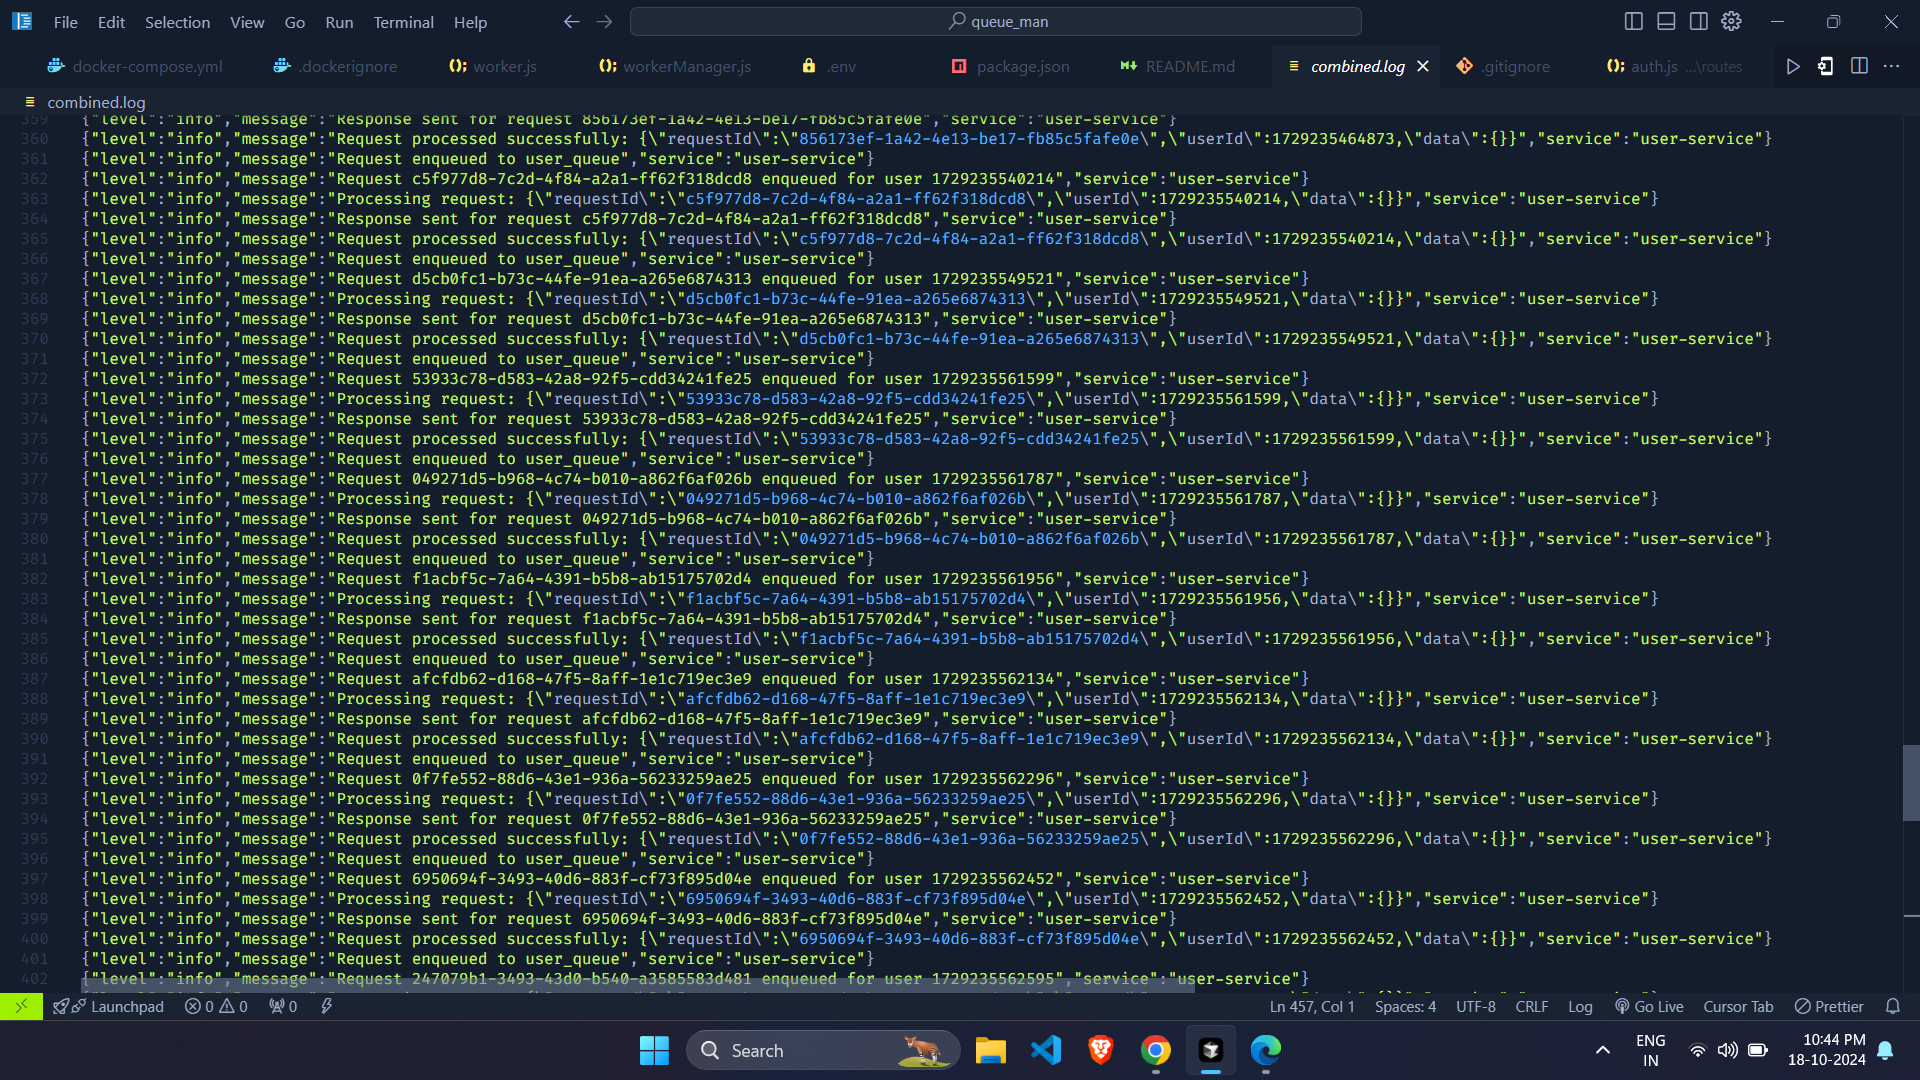 File Edit Selection View Go Run Terminal Help queue_man
docker-compose.yml .dockerignore worker.js workerManager.js .env package.json README.md combined.log .gitignore auth.js ...\routes
combined.log
359 {"level":"info","message":"Response sent for request 856173ef-1a42-4e13-be17-fb85c5fafe0e","service":"user-service"}
360 {"level":"info","message":"Request processed successfully: {\"requestId\":\"856173ef-1a42-4e13-be17-fb85c5fafe0e\",\"userId\":1729235464873,\"data\":{}}","service":"user-service"}
361 {"level":"info","message":"Request enqueued to user_queue","service":"user-service"}
362 {"level":"info","message":"Request c5f977d8-7c2d-4f84-a2a1-ff62f318dcd8 enqueued for user 1729235540214","service":"user-service"}
363 {"level":"info","message":"Processing request: {\"requestId\":\"c5f977d8-7c2d-4f84-a2a1-ff62f318dcd8\",\"userId\":1729235540214,\"data\":{}}","service":"user-service"}
364 {"level":"info","message":"Response sent for request c5f977d8-7c2d-4f84-a2a1-ff62f318dcd8","service":"user-service"}
365 {"level":"info","message":"Request processed successfully: {\"requestId\":\"c5f977d8-7c2d-4f84-a2a1-ff62f318dcd8\",\"userId\":1729235540214,\"data\":{}}","service":"user-service"}
366 {"level":"info","message":"Request enqueued to user_queue","service":"user-service"}
367 {"level":"info","message":"Request d5cb0fc1-b73c-44fe-91ea-a265e6874313 enqueued for user 1729235549521","service":"user-service"}
368 {"level":"info","message":"Processing request: {\"requestId\":\"d5cb0fc1-b73c-44fe-91ea-a265e6874313\",\"userId\":1729235549521,\"data\":{}}","service":"user-service"}
369 {"level":"info","message":"Response sent for request d5cb0fc1-b73c-44fe-91ea-a265e6874313","service":"user-service"}
370 {"level":"info","message":"Request processed successfully: {\"requestId\":\"d5cb0fc1-b73c-44fe-91ea-a265e6874313\",\"userId\":1729235549521,\"data\":{}}","service":"user-service"}
371 {"level":"info","message":"Request enqueued to user_queue","service":"user-service"}
372 {"level":"info","message":"Request 53933c78-d583-42a8-92f5-cdd34241fe25 enqueued for user 1729235561599","service":"user-service"}
373 {"level":"info","message":"Processing request: {\"requestId\":\"53933c78-d583-42a8-92f5-cdd34241fe25\",\"userId\":1729235561599,\"data\":{}}","service":"user-service"}
374 {"level":"info","message":"Response sent for request 53933c78-d583-42a8-92f5-cdd34241fe25","service":"user-service"}
375 {"level":"info","message":"Request processed successfully: {\"requestId\":\"53933c78-d583-42a8-92f5-cdd34241fe25\",\"userId\":1729235561599,\"data\":{}}","service":"user-service"}
376 {"level":"info","message":"Request enqueued to user_queue","service":"user-service"}
377 {"level":"info","message":"Request 049271d5-b968-4c74-b010-a862f6af026b enqueued for user 1729235561787","service":"user-service"}
378 {"level":"info","message":"Processing request: {\"requestId\":\"049271d5-b968-4c74-b010-a862f6af026b\",\"userId\":1729235561787,\"data\":{}}","service":"user-service"}
379 {"level":"info","message":"Response sent for request 049271d5-b968-4c74-b010-a862f6af026b","service":"user-service"}
380 {"level":"info","message":"Request processed successfully: {\"requestId\":\"049271d5-b968-4c74-b010-a862f6af026b\",\"userId\":1729235561787,\"data\":{}}","service":"user-service"}
381 {"level":"info","message":"Request enqueued to user_queue","service":"user-service"}
382 {"level":"info","message":"Request f1acbf5c-7a64-4391-b5b8-ab15175702d4 enqueued for user 1729235561956","service":"user-service"}
383 {"level":"info","message":"Processing request: {\"requestId\":\"f1acbf5c-7a64-4391-b5b8-ab15175702d4\",\"userId\":1729235561956,\"data\":{}}","service":"user-service"}
384 {"level":"info","message":"Response sent for request f1acbf5c-7a64-4391-b5b8-ab15175702d4","service":"user-service"}
385 {"level":"info","message":"Request processed successfully: {\"requestId\":\"f1acbf5c-7a64-4391-b5b8-ab15175702d4\",\"userId\":1729235561956,\"data\":{}}","service":"user-service"}
386 {"level":"info","message":"Request enqueued to user_queue","service":"user-service"}
387 {"level":"info","message":"Request afcfdb62-d168-47f5-8aff-1e1c719ec3e9 enqueued for user 1729235562134","service":"user-service"}
388 {"level":"info","message":"Processing request: {\"requestId\":\"afcfdb62-d168-47f5-8aff-1e1c719ec3e9\",\"userId\":1729235562134,\"data\":{}}","service":"user-service"}
389 {"level":"info","message":"Response sent for request afcfdb62-d168-47f5-8aff-1e1c719ec3e9","service":"user-service"}
390 {"level":"info","message":"Request processed successfully: {\"requestId\":\"afcfdb62-d168-47f5-8aff-1e1c719ec3e9\",\"userId\":1729235562134,\"data\":{}}","service":"user-service"}
391 {"level":"info","message":"Request enqueued to user_queue","service":"user-service"}
392 {"level":"info","message":"Request 0f7fe552-88d6-43e1-936a-56233259ae25 enqueued for user 1729235562296","service":"user-service"}
393 {"level":"info","message":"Processing request: {\"requestId\":\"0f7fe552-88d6-43e1-936a-56233259ae25\",\"userId\":1729235562296,\"data\":{}}","service":"user-service"}
394 {"level":"info","message":"Response sent for request 0f7fe552-88d6-43e1-936a-56233259ae25","service":"user-service"}
395 {"level":"info","message":"Request processed successfully: {\"requestId\":\"0f7fe552-88d6-43e1-936a-56233259ae25\",\"userId\":1729235562296,\"data\":{}}","service":"user-service"}
396 {"level":"info","message":"Request enqueued to user_queue","service":"user-service"}
397 {"level":"info","message":"Request 6950694f-3493-40d6-883f-cf73f895d04e enqueued for user 1729235562452","service":"user-service"}
398 {"level":"info","message":"Processing request: {\"requestId\":\"6950694f-3493-40d6-883f-cf73f895d04e\",\"userId\":1729235562452,\"data\":{}}","service":"user-service"}
399 {"level":"info","message":"Response sent for request 6950694f-3493-40d6-883f-cf73f895d04e","service":"user-service"}
400 {"level":"info","message":"Request processed successfully: {\"requestId\":\"6950694f-3493-40d6-883f-cf73f895d04e\",\"userId\":1729235562452,\"data\":{}}","service":"user-service"}
401 {"level":"info","message":"Request enqueued to user_queue","service":"user-service"}
402 {"level":"info","message":"Request 247079b1-3493-43d0-b540-a3585583d481 enqueued for user 1729235562595","service":"user-service"}
Launchpad 0 0 0 Ln 457, Col 1 Spaces: 4 UTF-8 CRLF Log Go Live Cursor Tab Prettier
Search ENG IN 10:44 PM 18-10-2024